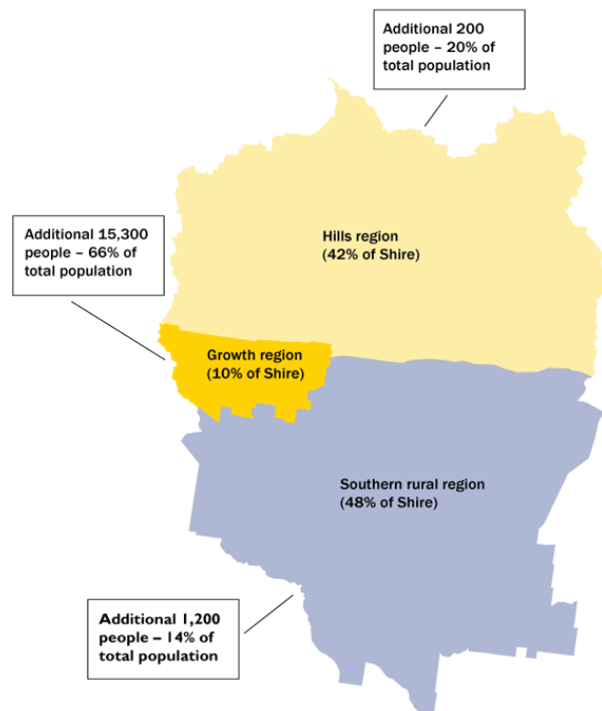 Additional 200
people – 20% of
total population
Hills region
(42% of Shire)
Additional 15,300
people – 66% of
total population
Growth region
(10% of Shire)
Southern rural region
(48% of Shire)
Additional 1,200
people – 14% of
total population